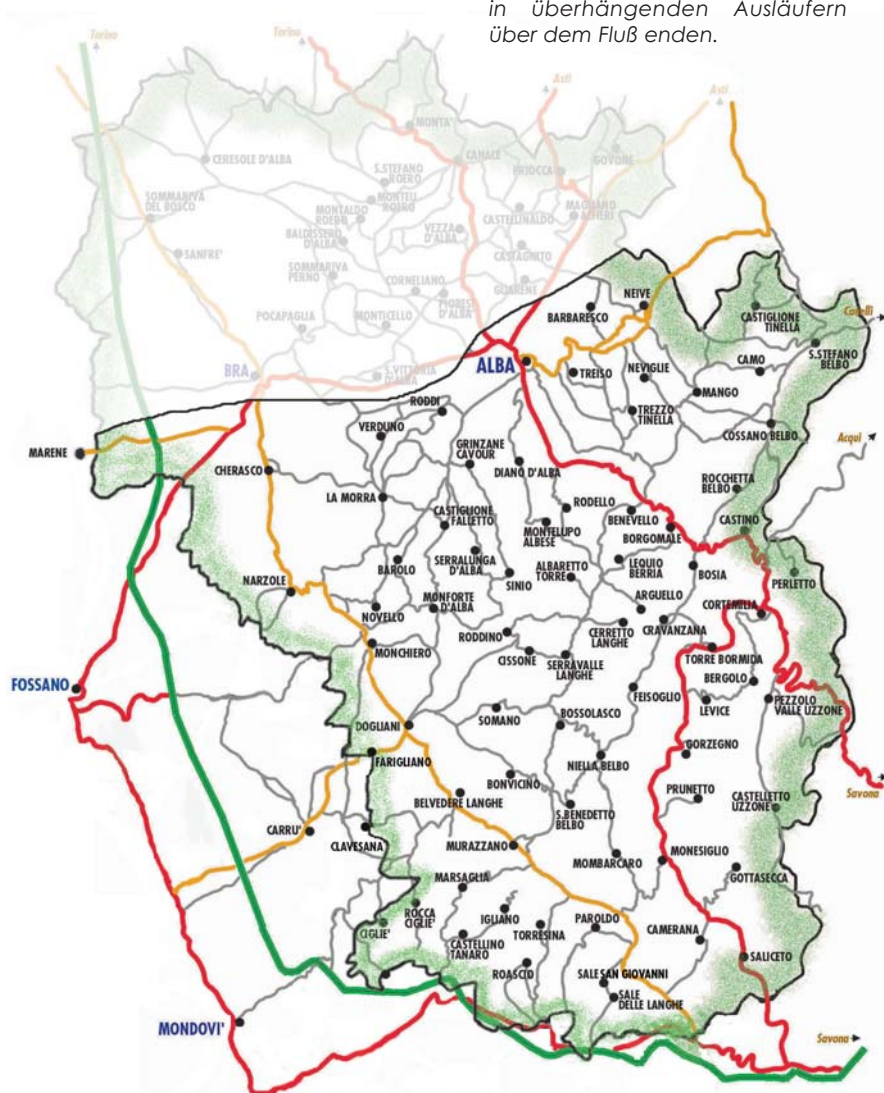 in überhängenden Ausläufern
über dem Fluß enden.
Torino
Torino
Asti
Asti
MONTA'
CERESOLE D'ALBA
CANALE
PRIOCCA
GOVONE
S.STEFANO
ROERO
MONTEU
ROERO
SOMMARIVA
DEL BOSCO
MONTALDO
ROERO
CASTELLINALDO
MAGLIANO
ALFIERI
BALDISSERO
D'ALBA
VEZZA
D'ALBA
SANFRE'
CASTAGNITO
SOMMARIVA
PERNO
CORNELIANO
GUARENE
PIOBESI
D'ALBA
POCAPAGLIA
MONTICELLO
BRA
S.VITTORIA
D'ALBA
NEIVE
BARBARESCO
CASTIGLIONE
TINELLA
Canelli
S.STEFANO
BELBO
ALBA
TREISO
NEVIGLIE
CAMO
MANGO
RODDI
TREZZO
TINELLA
VERDUNO
COSSANO BELBO
Acqui
MARENE
GRINZANE
CAVOUR
CHERASCO
DIANO D'ALBA
ROCCHETTA
BELBO
LA MORRA
RODELLO
CASTIGLIONE
FALLETTO
BENEVELLO
CASTINO
MONTELUPO
ALBESE
BORGOMALE
BAROLO
SERRALUNGA
D'ALBA
ALBARETTO
TORRE
LEQUIO
BERRIA
BOSIA
PERLETTO
SINIO
NARZOLE
NOVELLO
MONFORTE
D'ALBA
ARGUELLO
CORTEMILIA
RODDINO
CERRETTO
LANGHE
CRAVANZANA
MONCHIERO
CISSONE
SERRAVALLE
LANGHE
TORRE BORMIDA
BERGOLO
FOSSANO
FEISOGLIO
LEVICE
PEZZOLO
VALLE UZZONE
SOMANO
BOSSOLASCO
DOGLIANI
FARIGLIANO
NIELLA BELBO
GORZEGNO
BONVICINO
BELVEDERE LANGHE
PRUNETTO
CASTELLETTO
UZZONE
Savona
S.BENEDETTO
BELBO
CARRU'
CLAVESANA
MURAZZANO
MOMBARCARO
MONESIGLIO
GOTTASECCA
MARSAGLIA
ROCCA
CIGLIE'
IGLIANO
CIGLIE'
TORRESINA
PAROLDO
CASTELLINO
TANARO
CAMERANA
ROASCIO
SALICETO
SALE SAN GIOVANNI
SALE
DELLE LANGHE
MONDOVI'
Savona